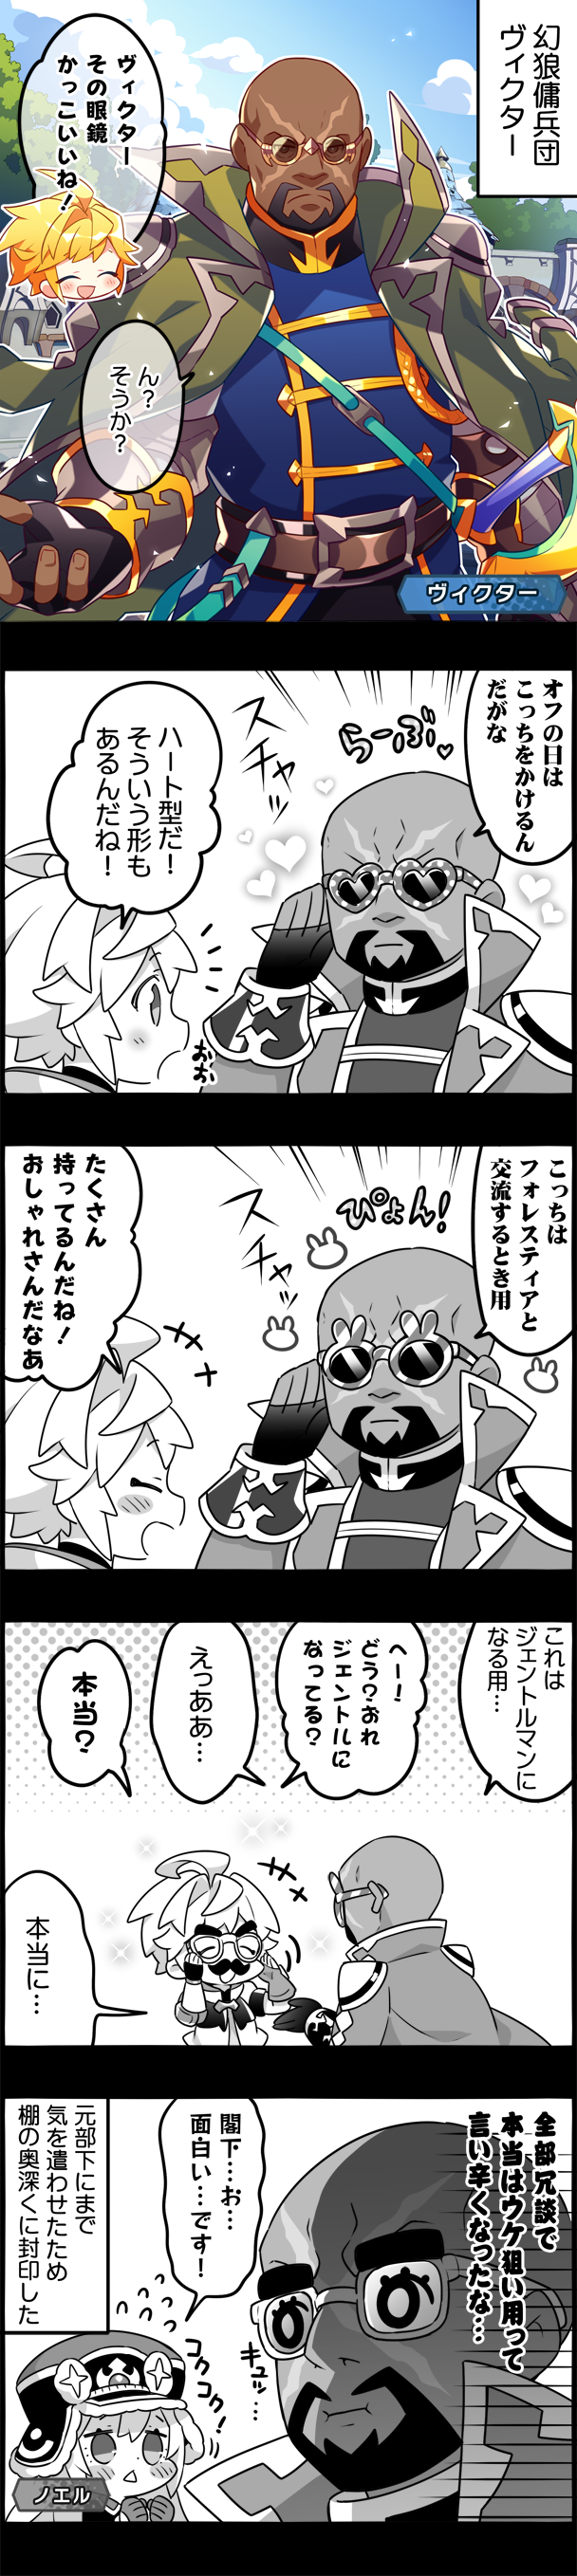 幻狼傭兵団
ヴィクター
ヴィクター
その眼鏡
かっこいいね！
ん？
そうか？
ヴィクター
オフの日は
こっちをかけるん
だがな
らーぶ
スチャッ
ハート型だ！
そういう形も
あるんだね！
おお
こっちは
フォレスティアと
交流するとき用
ぴょん！
スチャッ
たくさん
持ってるんだね！
おしゃれさんだなあ
これは
ジェントルマンに
なる用…
へー！
どう？おれ
ジェントルに
なってる？
えっああ…
本当？
本当に…
全部冗談で
本当はウケ狙い用って
言い辛くなったな…
閣下…お…
面白い…です！
キュッ…
コクコク！
元部下にまで
気を遣わせたため
棚の奥深くに封印した
ノエル